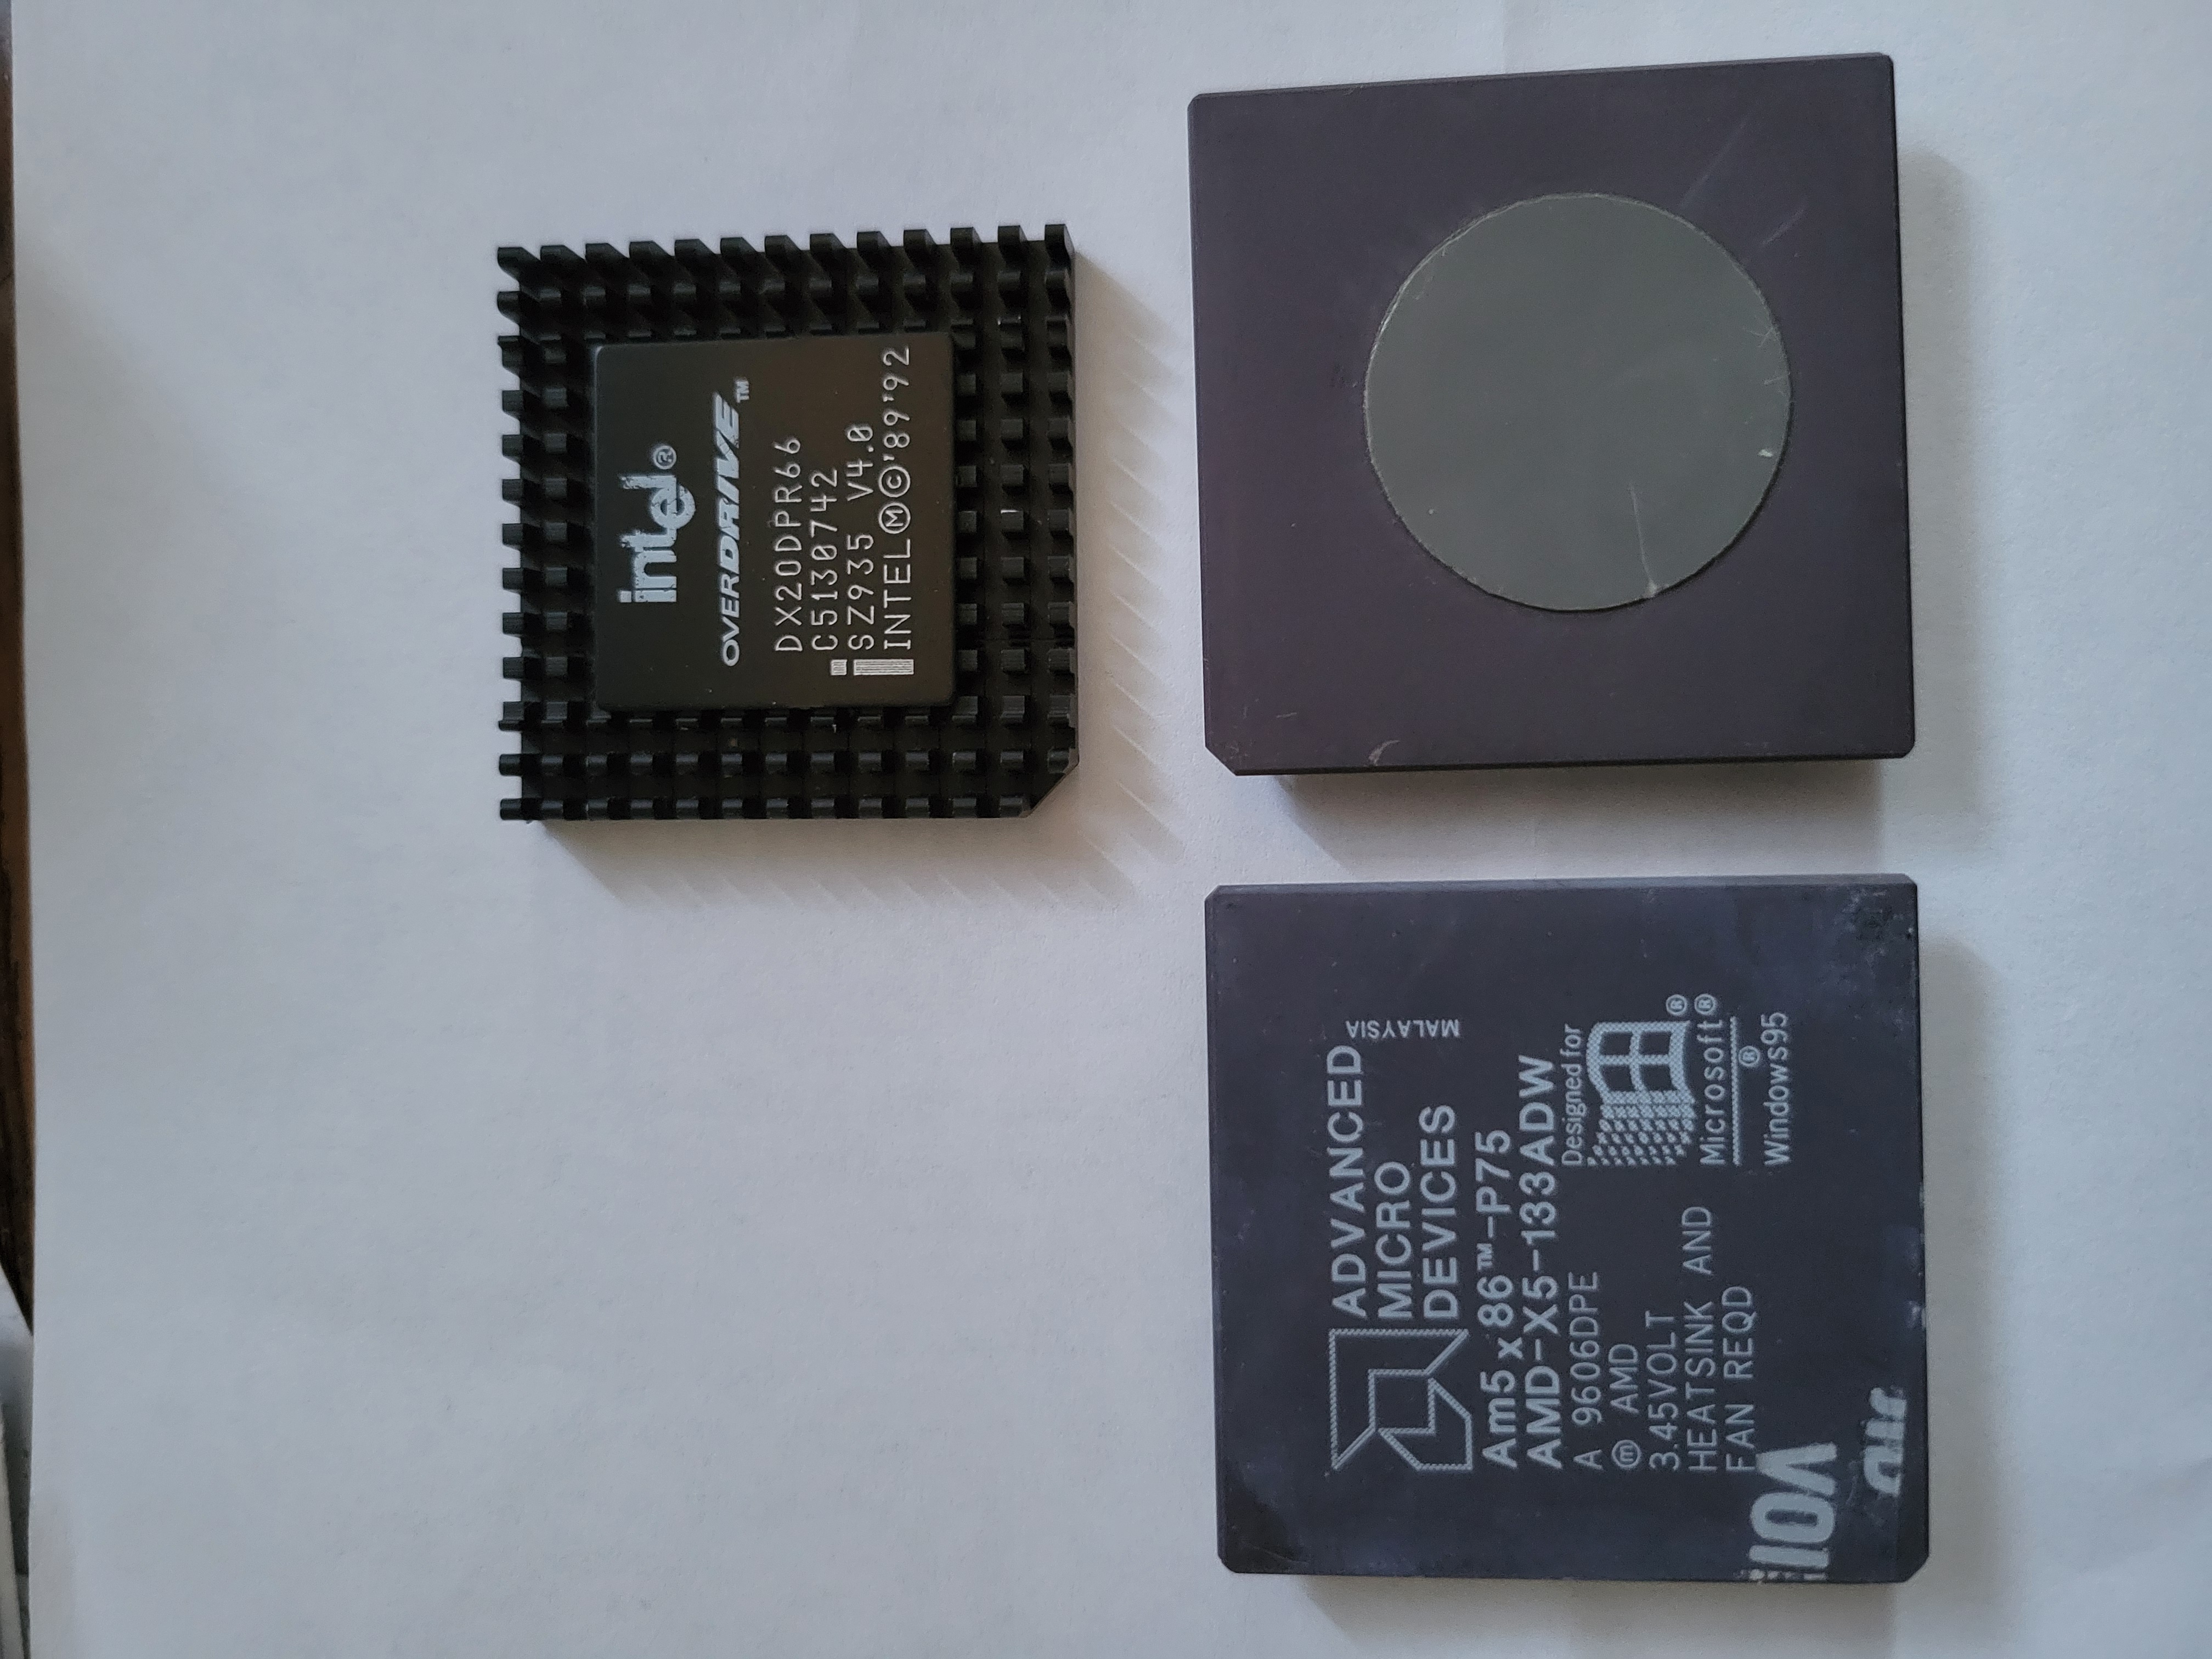 intel®
OVERDRIVE™
DX2ODPR66
C5130742
SZ935 V4.0
INTEL Ⓜ©'89'92
ADVANCED
MICRO
DEVICES
MALAYSIA
Am5x86™-P75
AMD-X5-133ADW
A 9606DPE
ⓜ AMD
3.45VOLT
HEATSINK AND
FAN REQD
Designed for
®
Microsoft®
®
Windows95